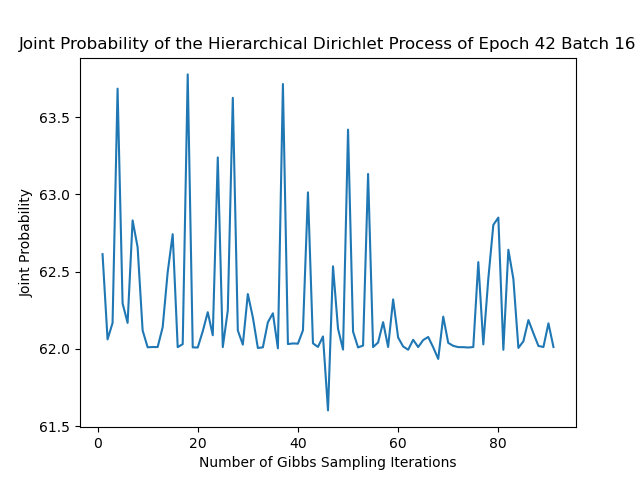 Joint Probability of the Hierarchical Dirichlet Process of Epoch 42 Batch 16
63.5
63.0
62.5
62.0
61.5
Joint Probability
0 20 40 60 80
Number of Gibbs Sampling Iterations